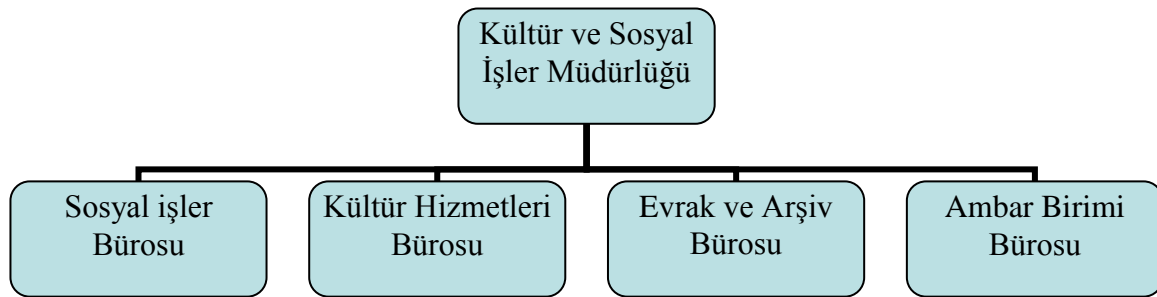 Kültür ve Sosyal
İşler Müdürlüğü
Sosyal işler
Bürosu
Kültür Hizmetleri
Bürosu
Evrak ve Arşiv
Bürosu
Ambar Birimi
Bürosu